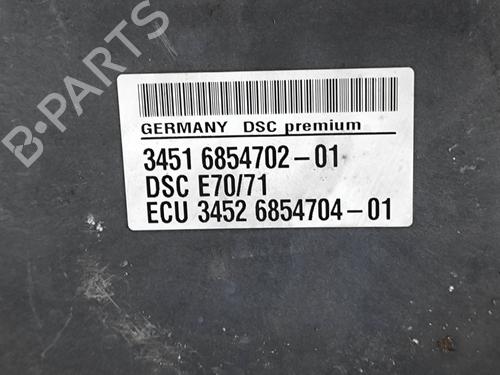 B-PARTS
GERMANY DSC premium
3451 6854702-01
DSC E70/71
ECU 3452 6854704-01